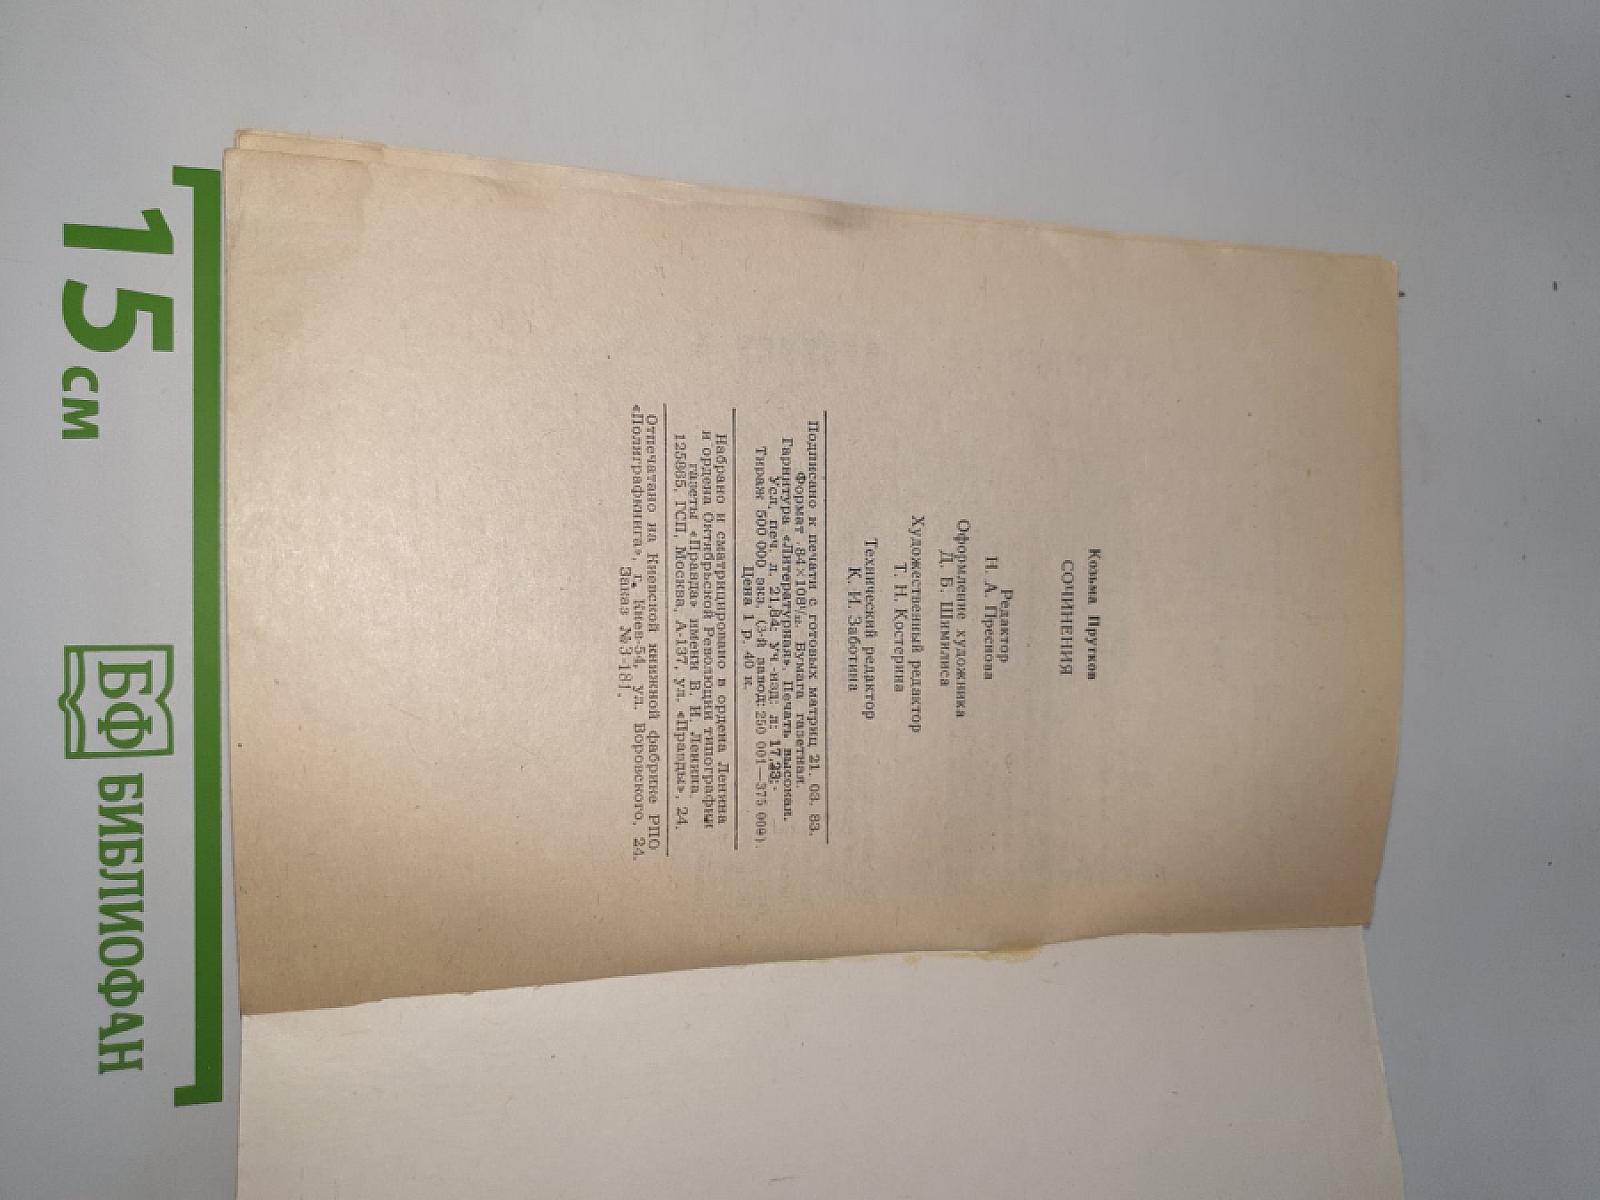 Козьма Прутков
СОЧИНЕНИЯ
Редактор
Н. А. Преснова
Оформление художника
Д. Б. Шимилиса
Художественный редактор
Т. Н. Костерина
Технический редактор
К. И. Заботина
Подписано к печати с готовых матриц 21. 03. 83.
Формат 84×108¹/₃₂. Бумага газетная.
Гарнитура «Литературная». Печать высокая.
Усл. печ. л. 21,84. Уч.-изд. л. 17,23.
Тираж 500 000 экз. (3-й завод: 250 001—375 000).
Цена 1 р. 40 к.
Набрано и сматрицировано в ордена Ленина
и ордена Октябрьской Революции типографии
газеты «Правда» имени В. И. Ленина.
125865, ГСП, Москва, А-137, ул. «Правды», 24.
Отпечатано на Киевской книжной фабрике РПО
«Полиграфкнига», г. Киев-54, ул. Воровского, 24.
Заказ № 3-181.
15 см
БФ БИБЛИОФАН